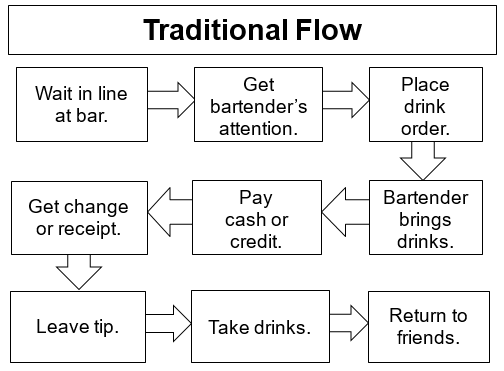 Traditional Flow
Wait in line
at bar.
Get
bartender's
attention.
Place
drink
order.
Bartender
brings
drinks.
Pay
cash or
credit.
Get change
or receipt.
Leave tip.
Take drinks.
Return to
friends.